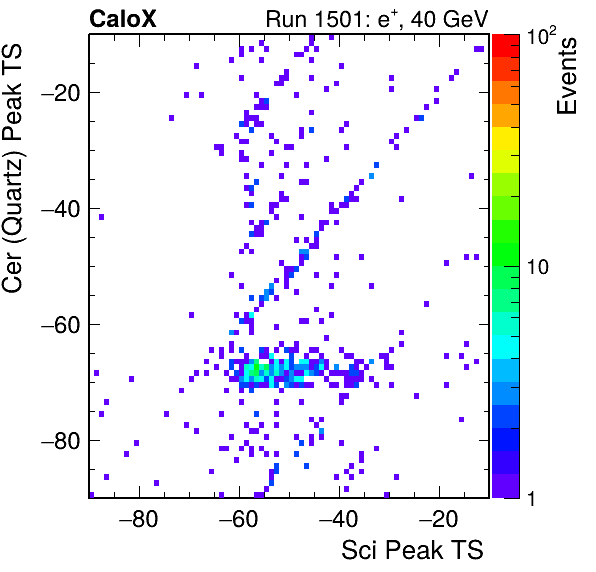 CaloX Run 1501: e+, 40 GeV
Cer (Quartz) Peak TS
−20
−40
−60
−80
−80 −60 −40 −20
Sci Peak TS
10²
10
1
Events